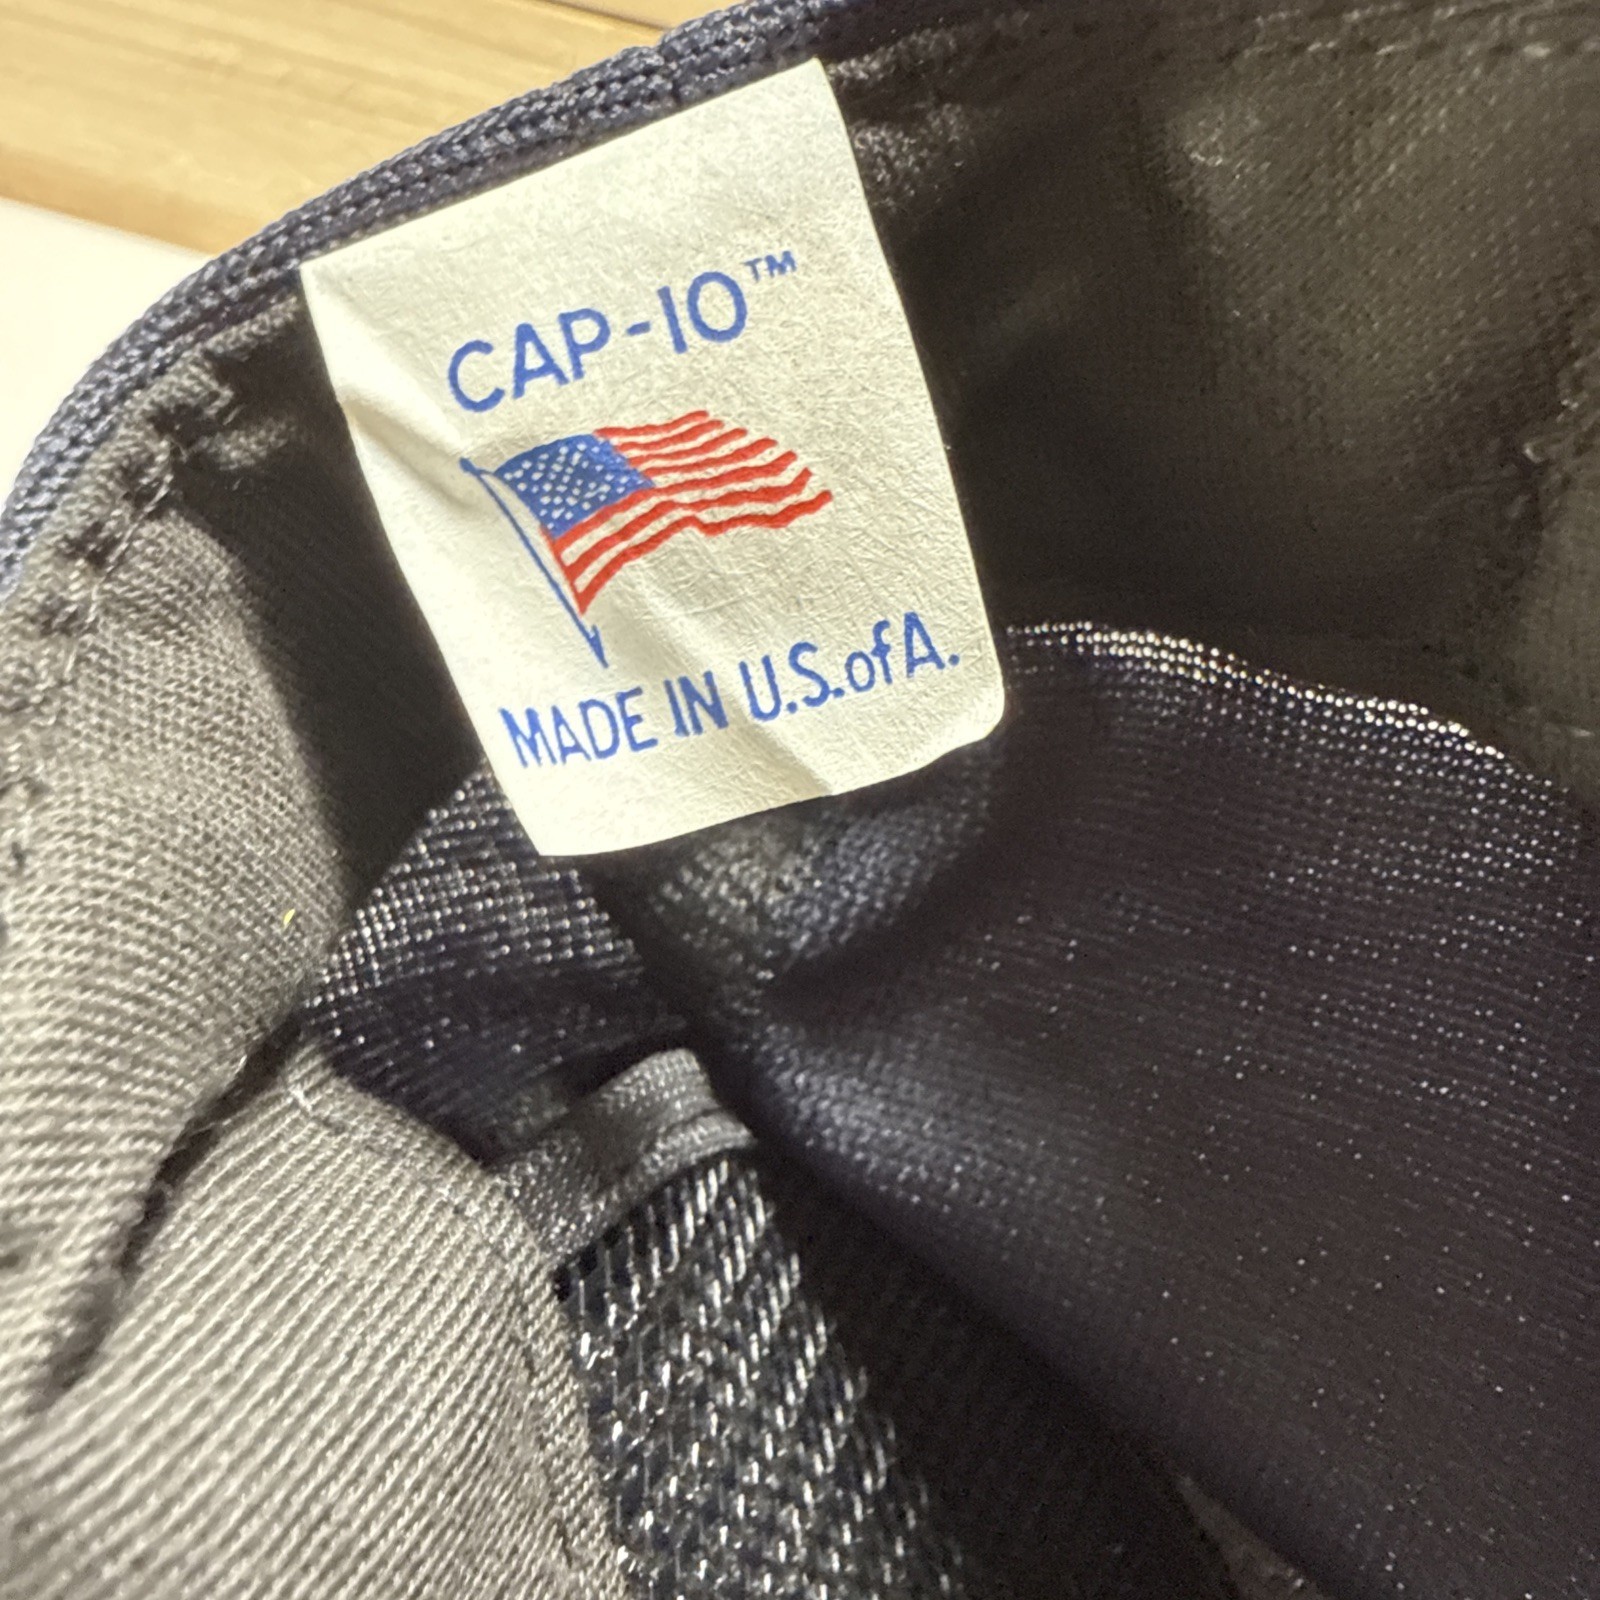 CAP-10™
MADE IN U.S. of A.